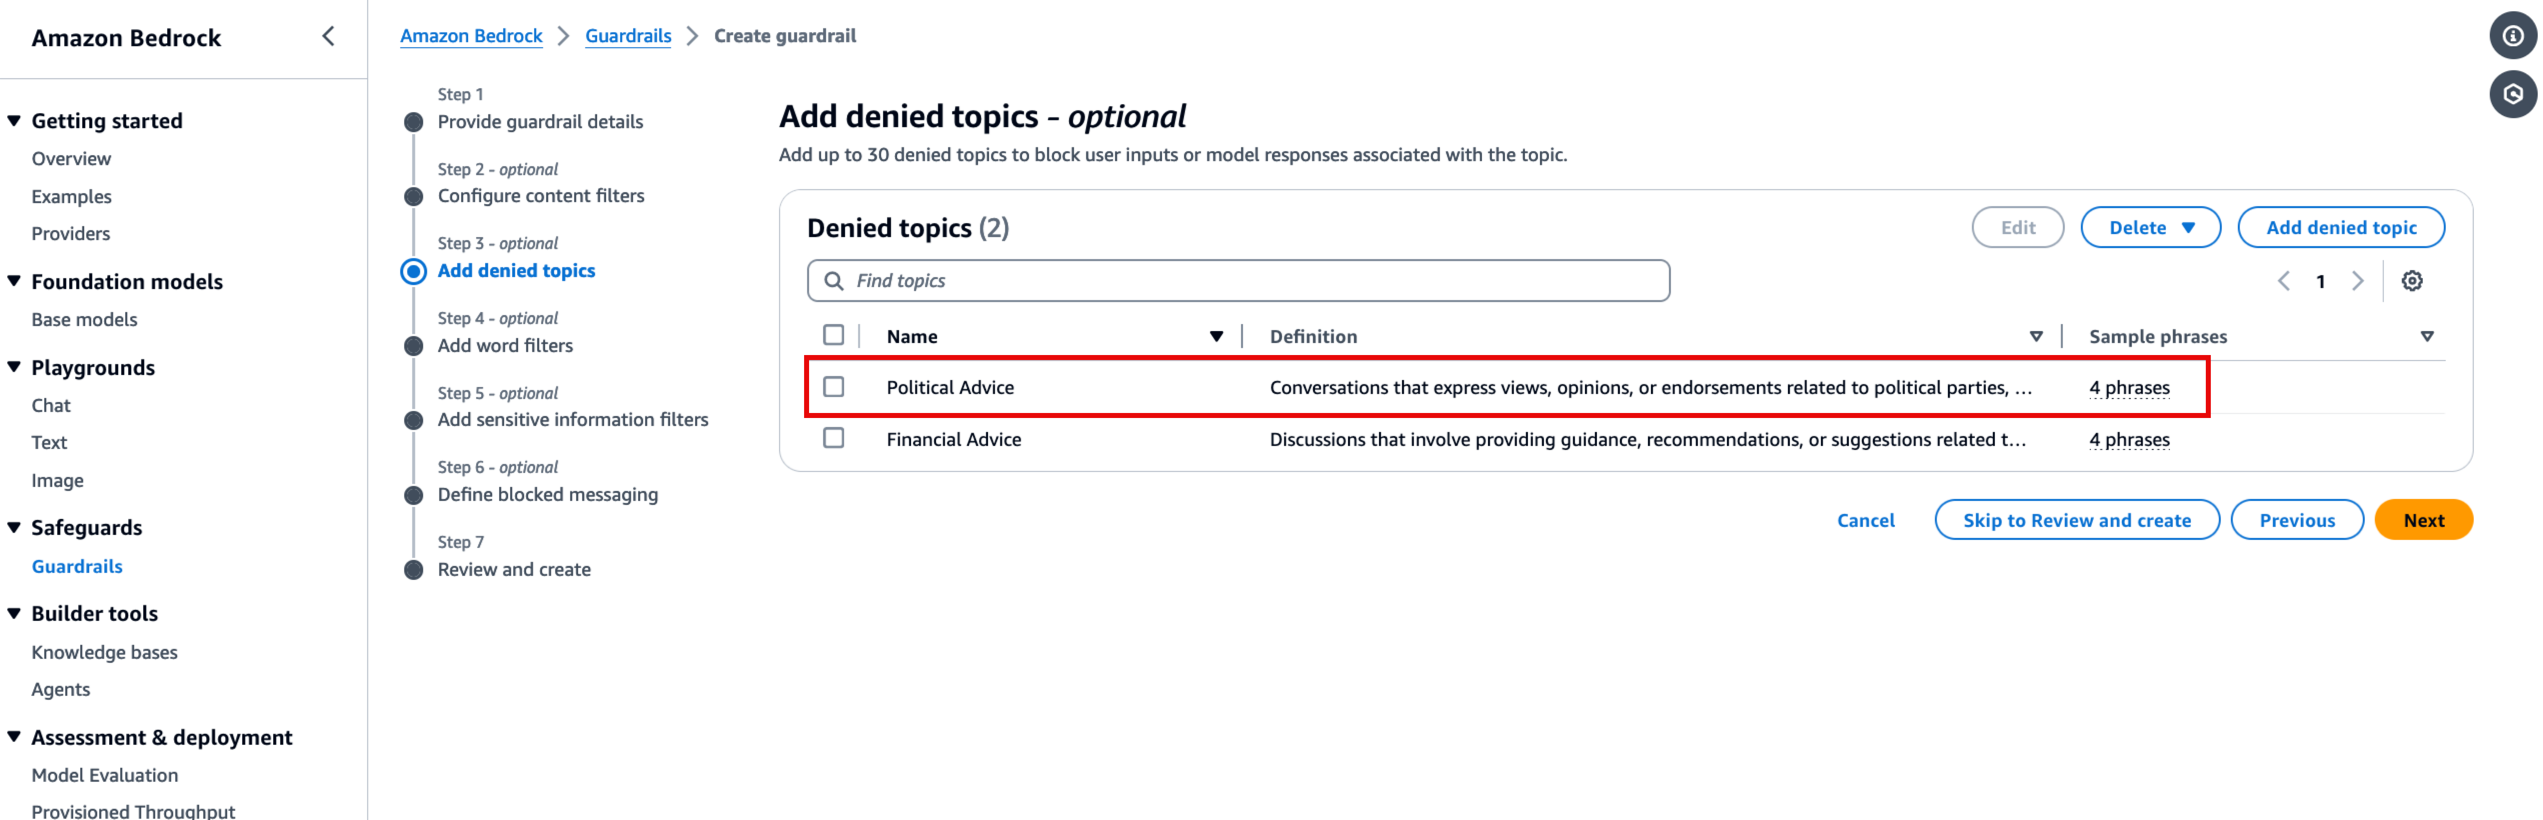 Amazon Bedrock
Getting started
Overview
Examples
Providers
Foundation models
Base models
Playgrounds
Chat
Text
Image
Safeguards
Guardrails
Builder tools
Knowledge bases
Agents
Assessment & deployment
Model Evaluation
Provisioned Throughput
Amazon Bedrock Guardrails Create guardrail
Step 1
Provide guardrail details
Step 2 - optional
Configure content filters
Step 3 - optional
Add denied topics
Step 4 - optional
Add word filters
Step 5 - optional
Add sensitive information filters
Step 6 - optional
Define blocked messaging
Step 7
Review and create
Add denied topics - optional
Add up to 30 denied topics to block user inputs or model responses associated with the topic.
Denied topics (2) Edit Delete Add denied topic
Find topics 1
Name Definition Sample phrases
Political Advice Conversations that express views, opinions, or endorsements related to political parties, ... 4 phrases
Financial Advice Discussions that involve providing guidance, recommendations, or suggestions related t... 4 phrases
Cancel Skip to Review and create Previous Next